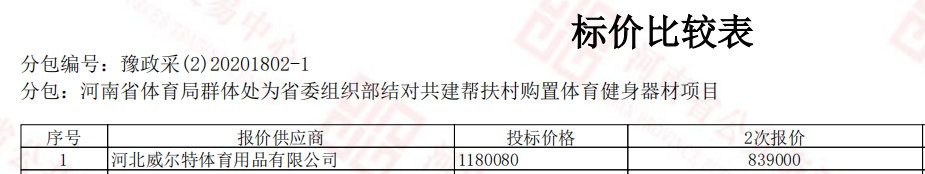 标价比较表
分包编号：豫政采(2)20201802-1
分包：河南省体育局群体处为省委组织部结对共建帮扶村购置体育健身器材项目
序号 报价供应商 投标价格 2次报价
1 河北威尔特体育用品有限公司 1180080 839000